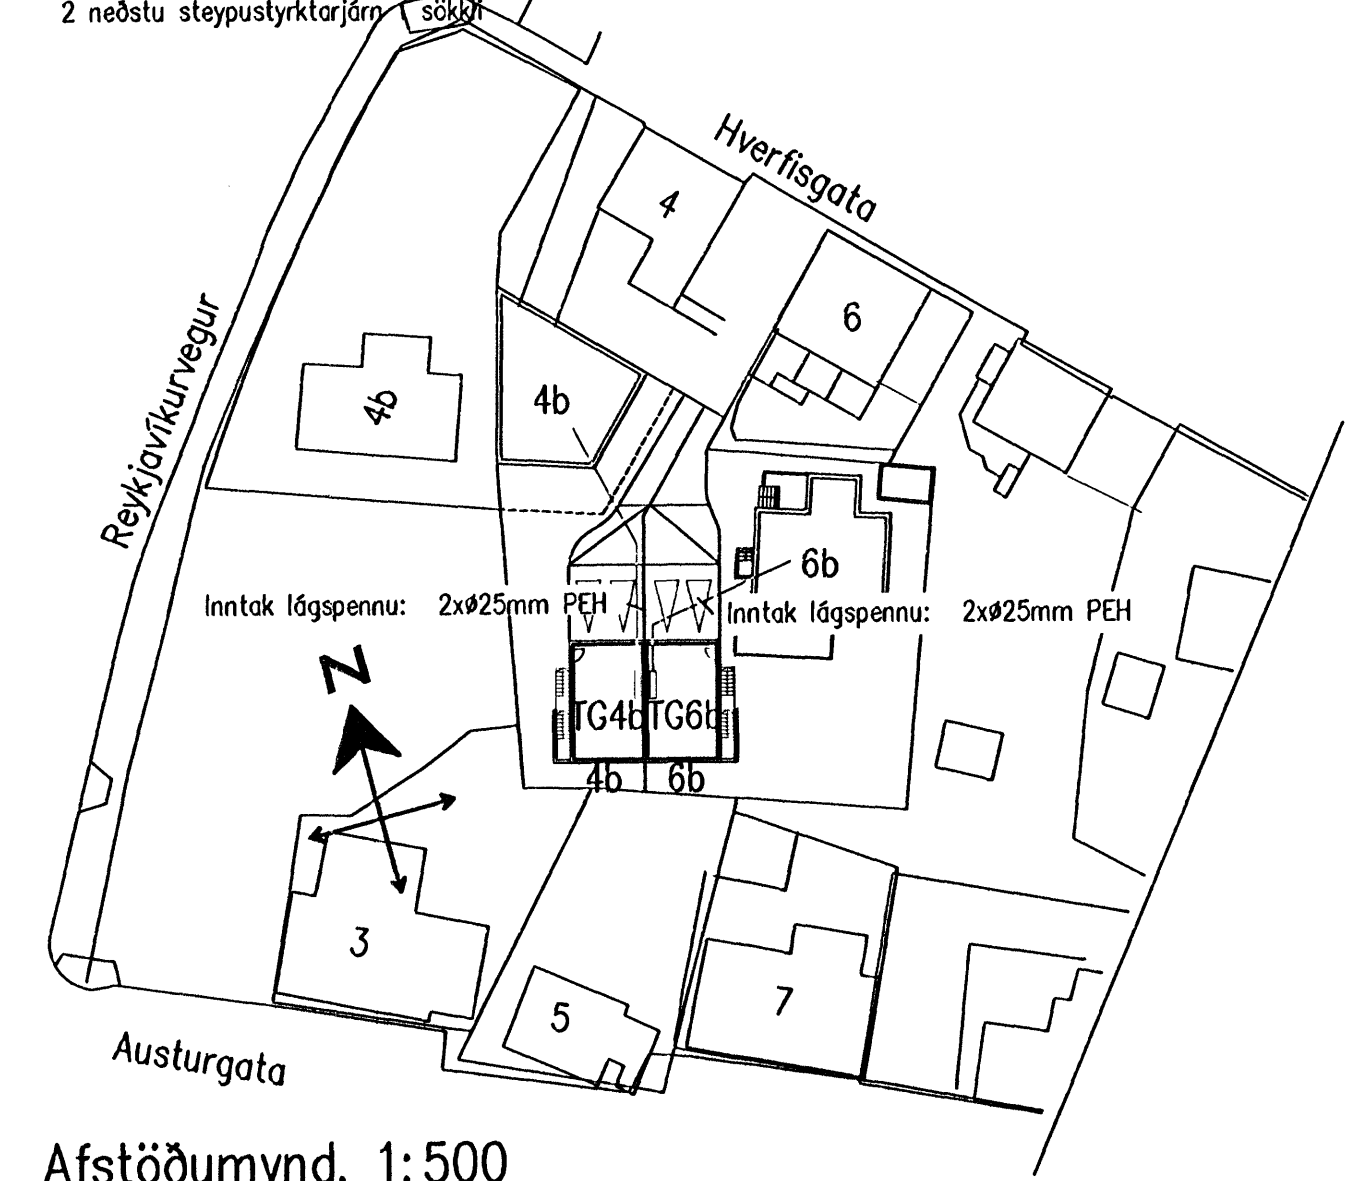 2 neðstu steypustyrktarjárn í sökkli
Hverfisgata
4
6
Reykjavíkurvegur
4b
4b
6b
Inntak lágspennu: 2xø25mm PEH
Inntak lágspennu: 2xø25mm PEH
N
TG4b
TG6b
4b
6b
3
5
7
Austurgata
Afstöðumynd. 1:500